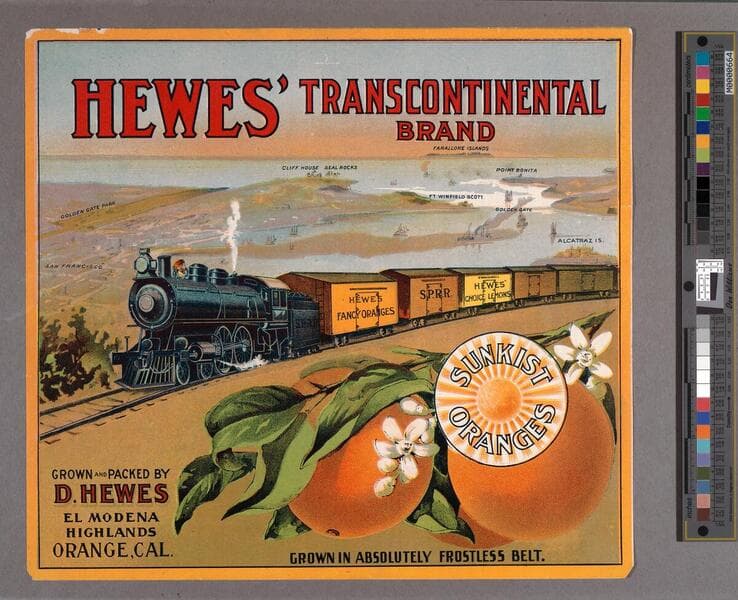 HEWES' TRANSCONTINENTAL
BRAND
FARALLONE ISLANDS
CLIFF HOUSE SEAL ROCKS
POINT BONITA
FT. WINFIELD SCOTT
GOLDEN GATE PARK
GOLDEN GATE
ALCATRAZ IS.
SAN FRANCISCO
HEWES'
FANCY ORANGES
S.P.R.R.
HEWES'
CHOICE LEMONS
SUNKIST
ORANGES
GROWN AND PACKED BY
D. HEWES
EL MODENA
HIGHLANDS
ORANGE, CAL.
GROWN IN ABSOLUTELY FROSTLESS BELT.
M0000664
inches